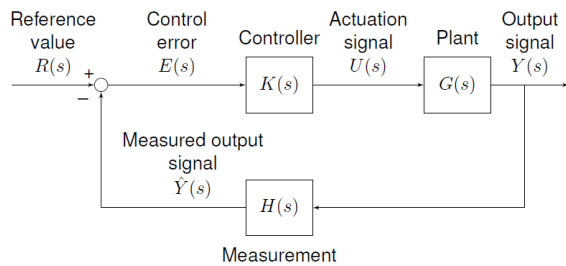 Reference
value
R(s)
+
−
Control
error
E(s)
Controller
K(s)
Actuation
signal
U(s)
Plant
G(s)
Output
signal
Y(s)
Measured output
signal
Ŷ(s)
H(s)
Measurement